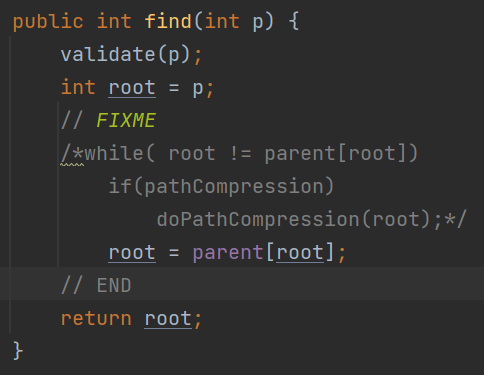 public int find(int p) {
    validate(p);
    int root = p;
    // FIXME
    /*while( root != parent[root])
        if(pathCompression)
            doPathCompression(root);*/
        root = parent[root];
    // END
    return root;
}